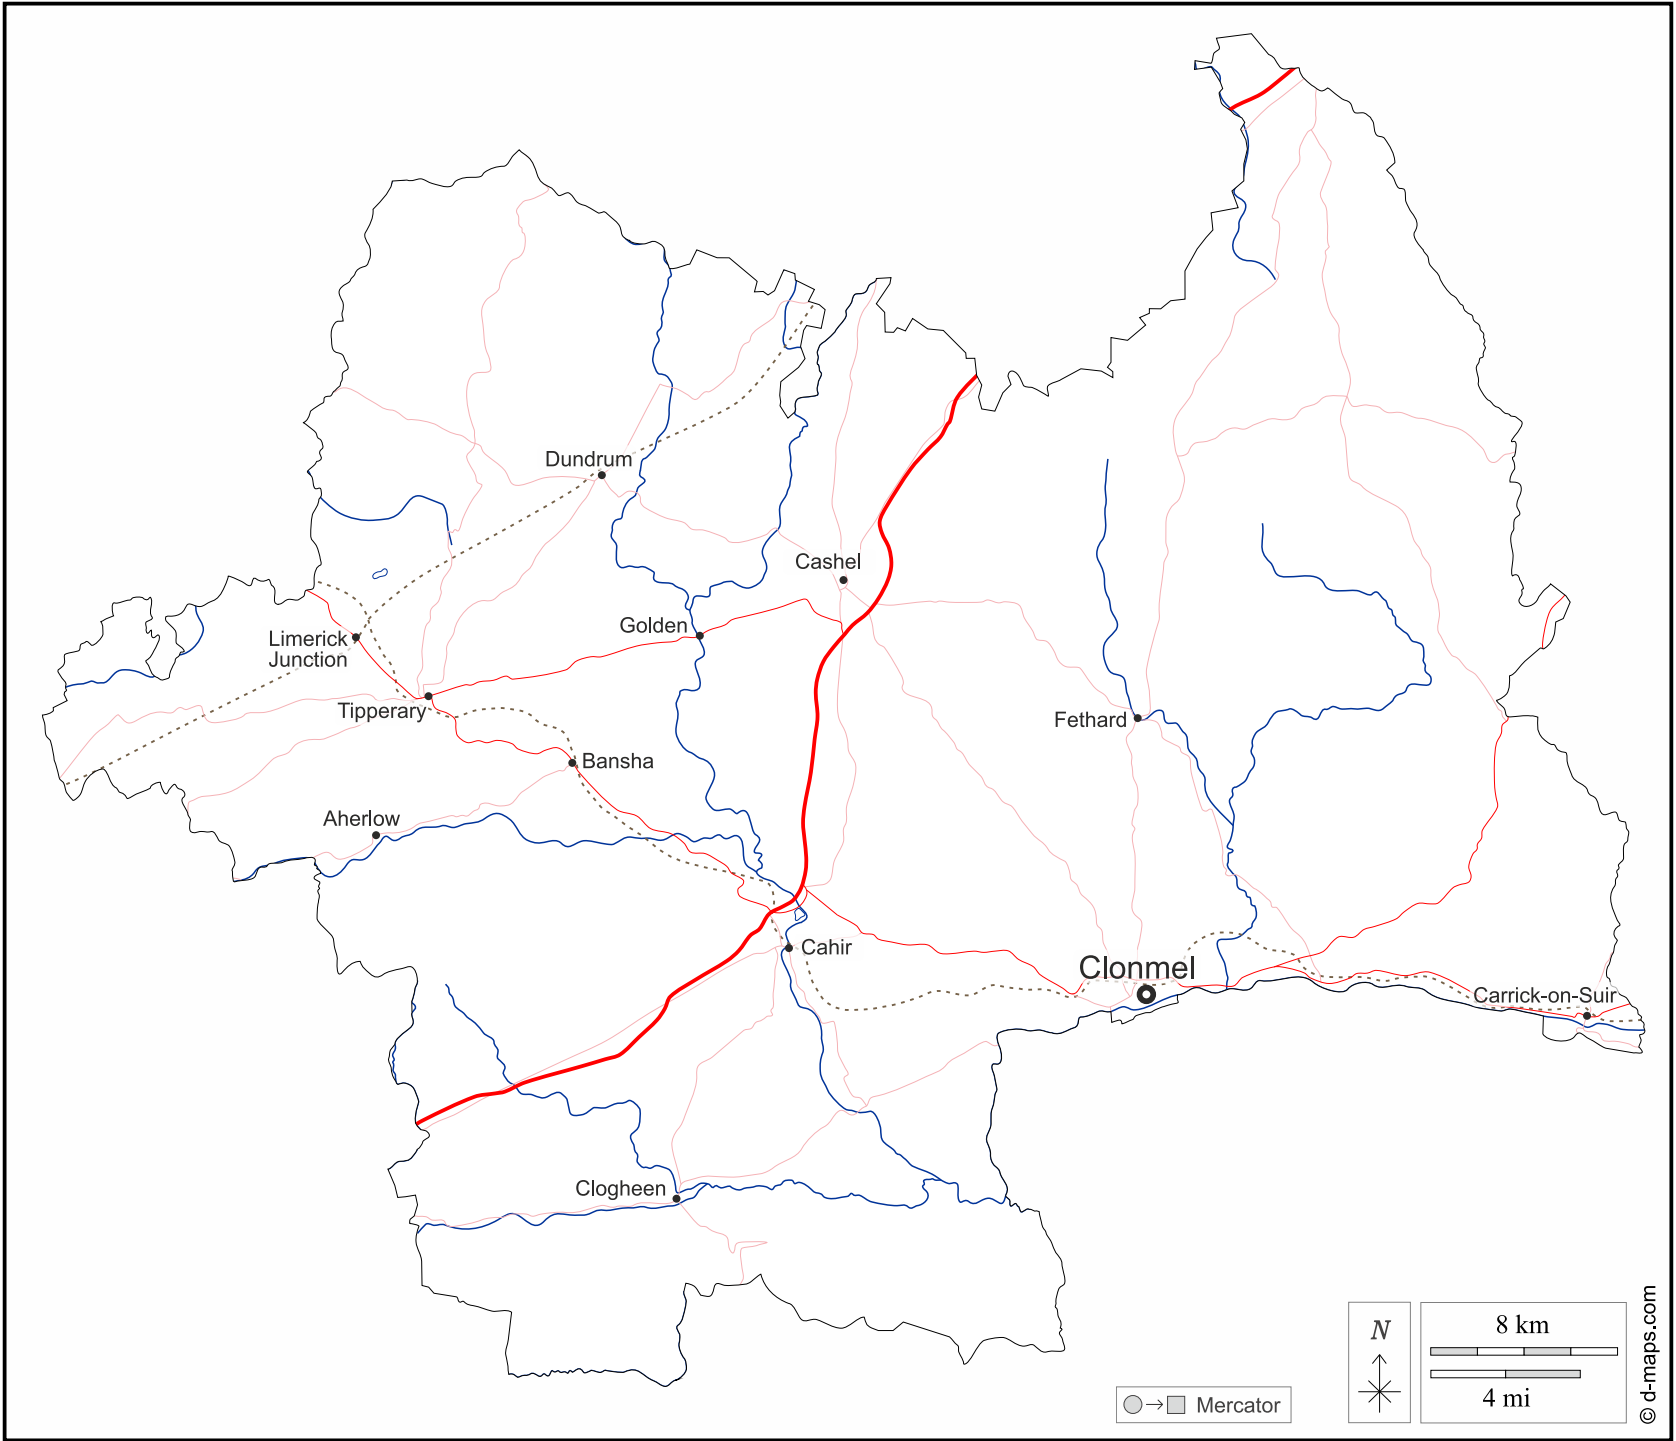 Dundrum
Cashel
Golden
Limerick
Junction
Tipperary
Fethard
Bansha
Aherlow
Cahir
Clonmel
Carrick-on-Suir
Clogheen
N
8 km
4 mi
Mercator
© d-maps.com